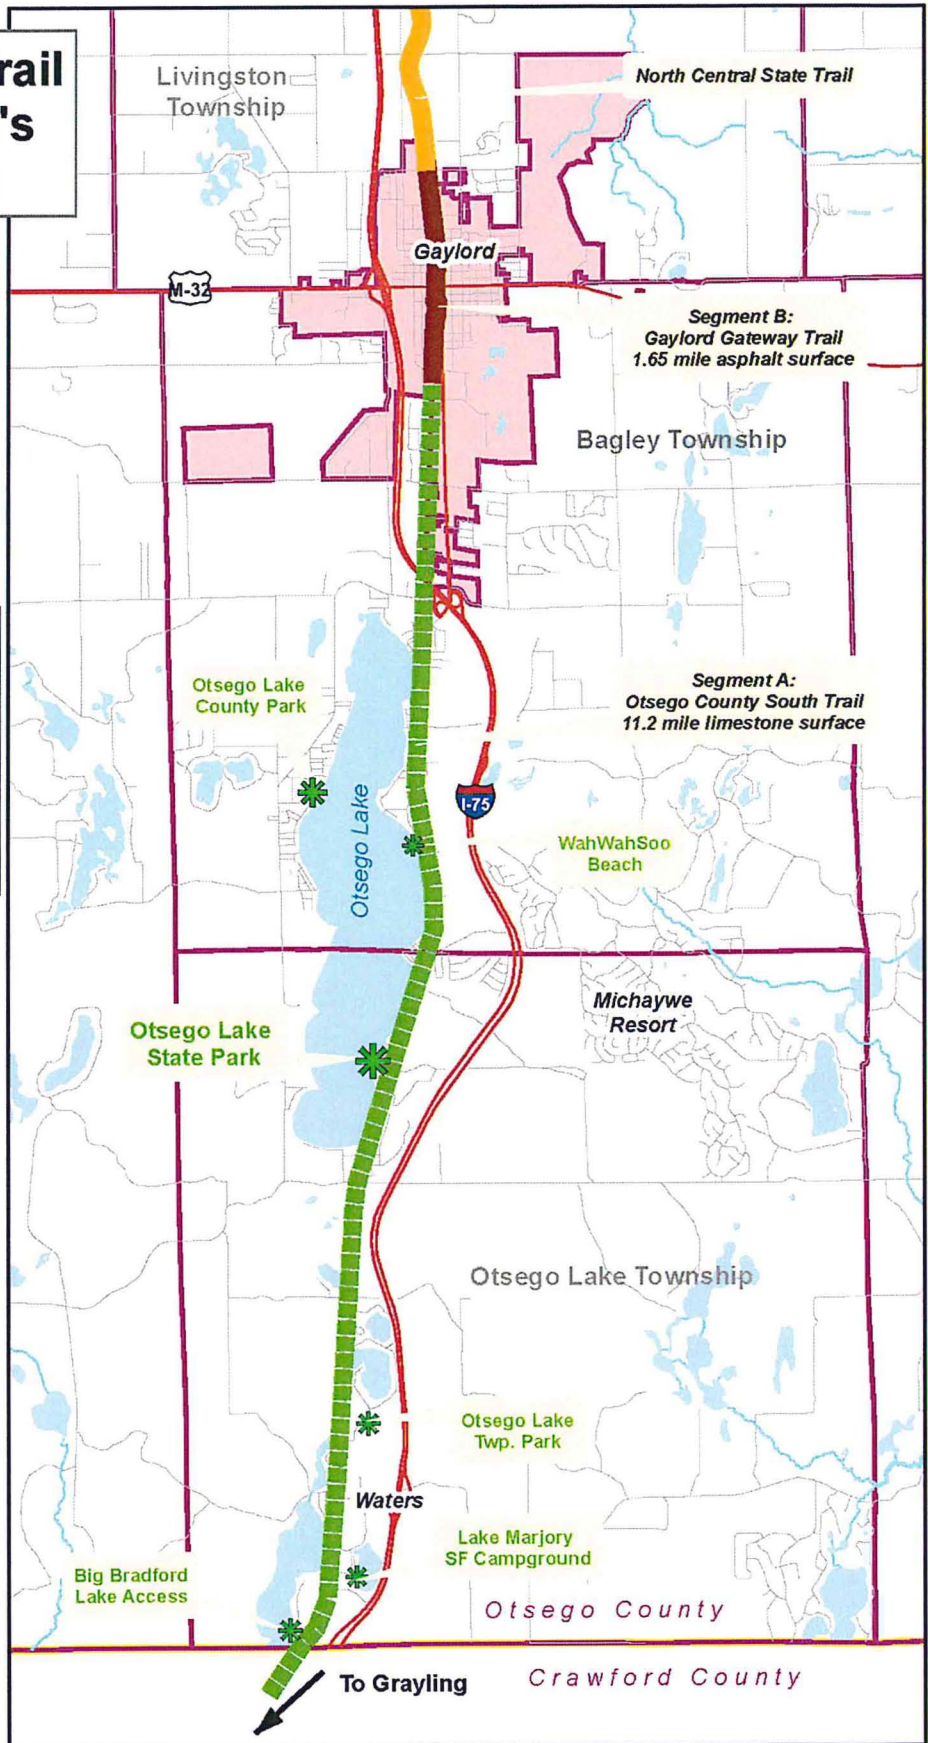 rail
's
Livingston
Township
North Central State Trail
Gaylord
M-32
Segment B:
Gaylord Gateway Trail
1.65 mile asphalt surface
Bagley Township
Otsego Lake
County Park
Segment A:
Otsego County South Trail
11.2 mile limestone surface
Otsego Lake
I-75
WahWahSoo
Beach
Michaywe
Resort
Otsego Lake
State Park
Otsego Lake Township
Otsego Lake
Twp. Park
Waters
Lake Marjory
SF Campground
Big Bradford
Lake Access
Otsego County
To Grayling
Crawford County